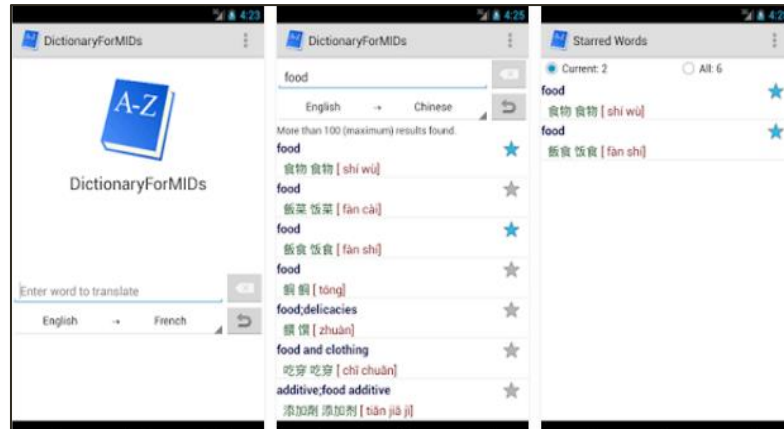 4:23
DictionaryForMIDs
A-Z
DictionaryForMIDs
Enter word to translate
English → French
4:25
DictionaryForMIDs
food
English → Chinese
More than 100 (maximum) results found.
food
食物 食物 [ shí wù]
food
飯菜 饭菜 [ fàn cài]
food
飯食 饭食 [ fàn shí]
food
[ tóng]
food;delicacies
饌 馔 [ zhuàn]
food and clothing
吃穿 吃穿 [ chī chuān]
additive;food additive
添加劑 添加剂 [ tiān jiā jì]
Starred Words
Current: 2
All: 6
food
食物 食物 [ shí wù]
food
飯食 饭食 [ fàn shí]